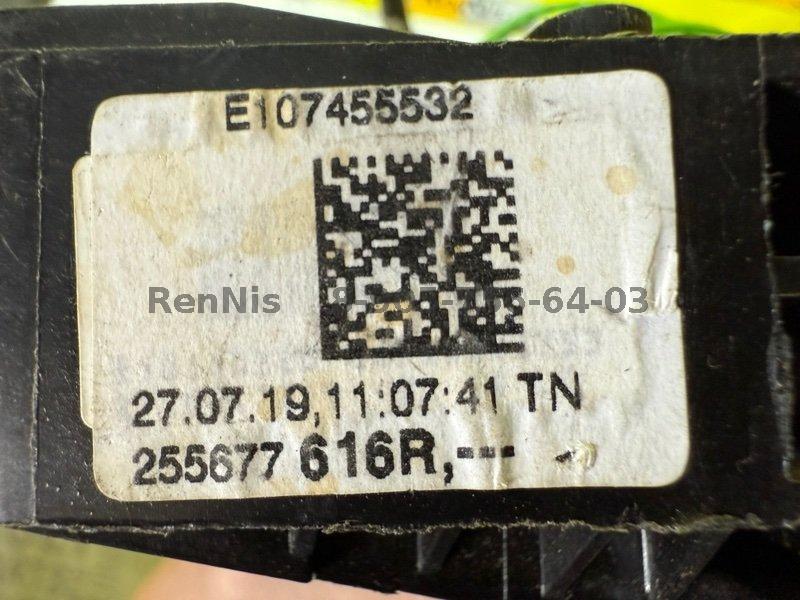 E107455532
RenNis
27.07.19,11:07:41 TN
255677 616R,---